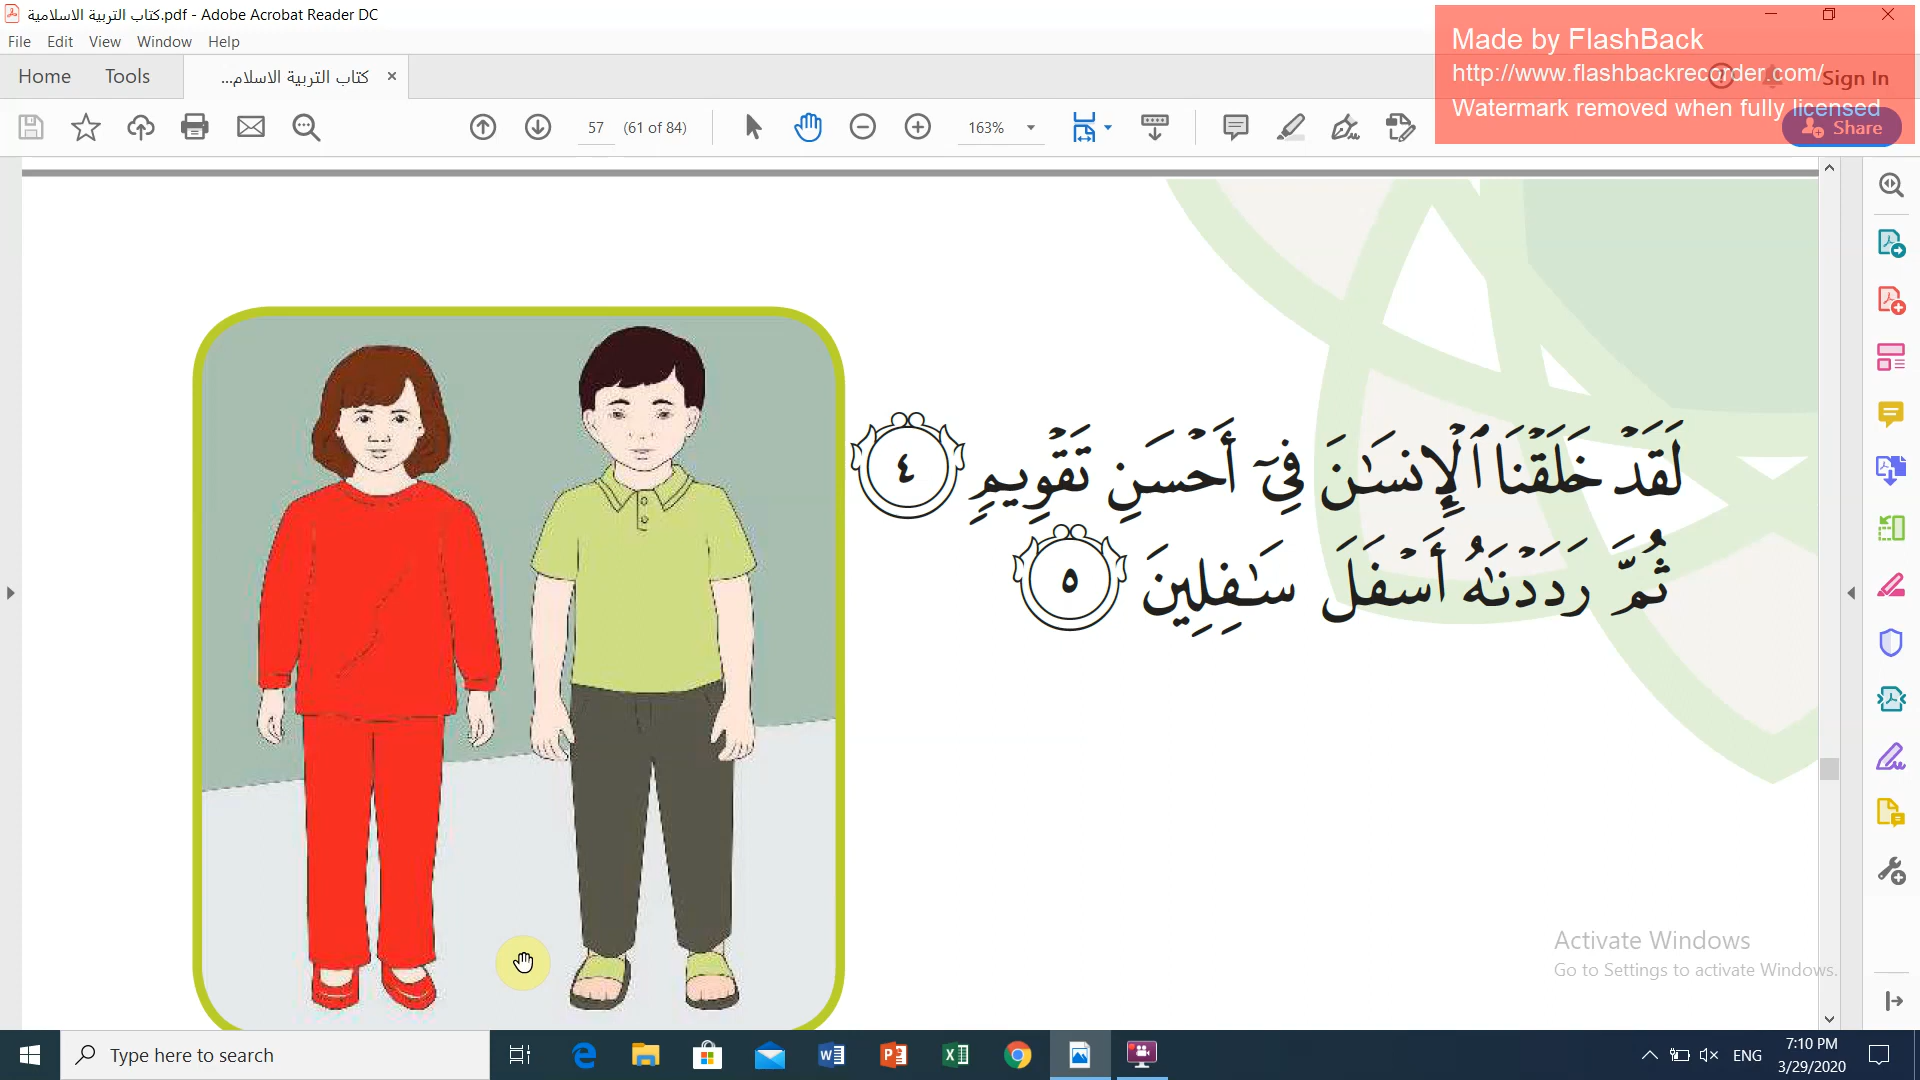 كتاب التربية الاسلامية.pdf - Adobe Acrobat Reader DC
Made by FlashBack
http://www.flashbackrecorder.com/
Watermark removed when fully licensed
File Edit View Window Help
Home Tools
كتاب التربية الاسلام...
Sign In
57 (61 of 84)
163%
Share
لَقَدْ خَلَقْنَا ٱلْإِنسَٰنَ فِىٓ أَحْسَنِ تَقْوِيمٍ ٤
ثُمَّ رَدَدْنَٰهُ أَسْفَلَ سَٰفِلِينَ ٥
Activate Windows
Go to Settings to activate Windows.
Type here to search
ENG
7:10 PM
3/29/2020